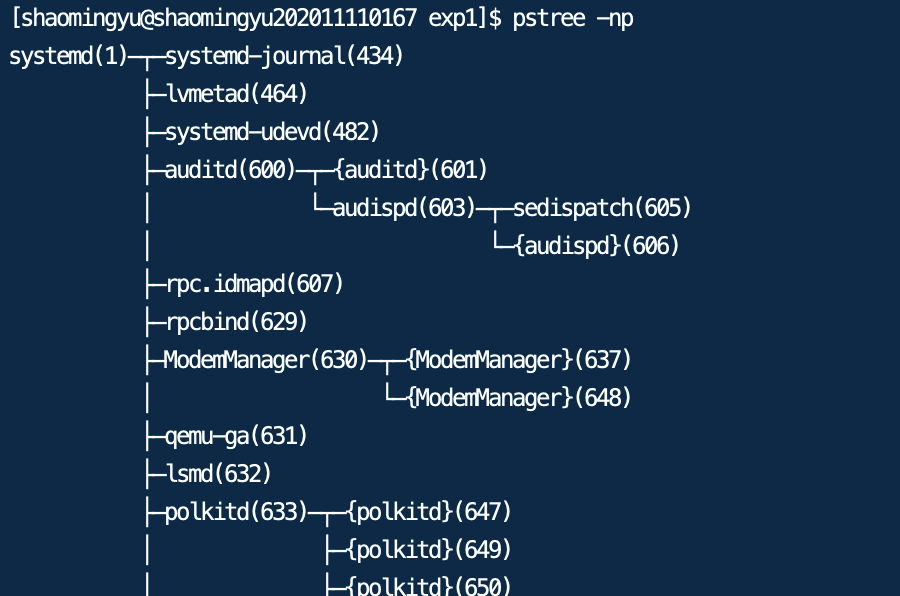 [shaomingyu@shaomingyu202011110167 exp1]$ pstree -np
systemd(1)─┬─systemd-journal(434)
           ├─lvmetad(464)
           ├─systemd-udevd(482)
           ├─auditd(600)─┬─{auditd}(601)
           │             └─audispd(603)─┬─sedispatch(605)
           │                            └─{audispd}(606)
           ├─rpc.idmapd(607)
           ├─rpcbind(629)
           ├─ModemManager(630)─┬─{ModemManager}(637)
           │                   └─{ModemManager}(648)
           ├─qemu-ga(631)
           ├─lsmd(632)
           ├─polkitd(633)─┬─{polkitd}(647)
           │              ├─{polkitd}(649)
           │              ├─{polkitd}(650)